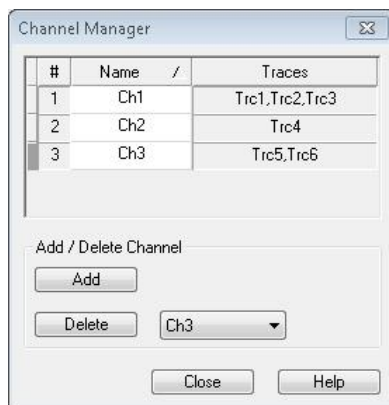 Channel Manager
# Name / Traces
1 Ch1 Trc1,Trc2,Trc3
2 Ch2 Trc4
3 Ch3 Trc5,Trc6
Add / Delete Channel
Add
Delete Ch3
Close Help